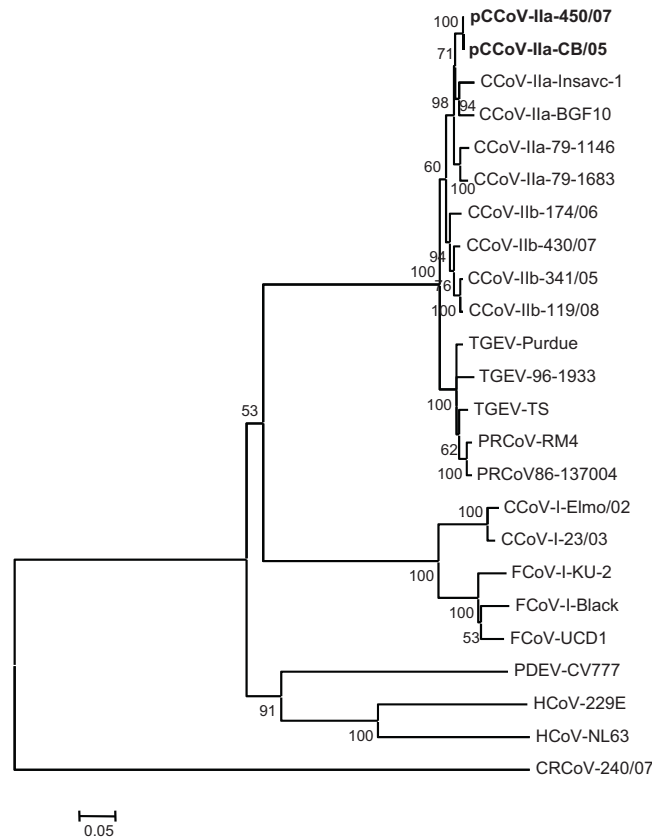 100
pCCoV-IIa-450/07
71
pCCoV-IIa-CB/05
CCoV-IIa-Insavc-1
98
94
CCoV-IIa-BGF10
CCoV-IIa-79-1146
60
100
CCoV-IIa-79-1683
CCoV-IIb-174/06
CCoV-IIb-430/07
94
100
76
CCoV-IIb-341/05
100
CCoV-IIb-119/08
TGEV-Purdue
TGEV-96-1933
100
TGEV-TS
53
PRCoV-RM4
62
100
PRCoV86-137004
100
CCoV-I-Elmo/02
CCoV-I-23/03
100
FCoV-I-KU-2
100
FCoV-I-Black
53
FCoV-UCD1
PDEV-CV777
91
HCoV-229E
100
HCoV-NL63
CRCoV-240/07
0.05